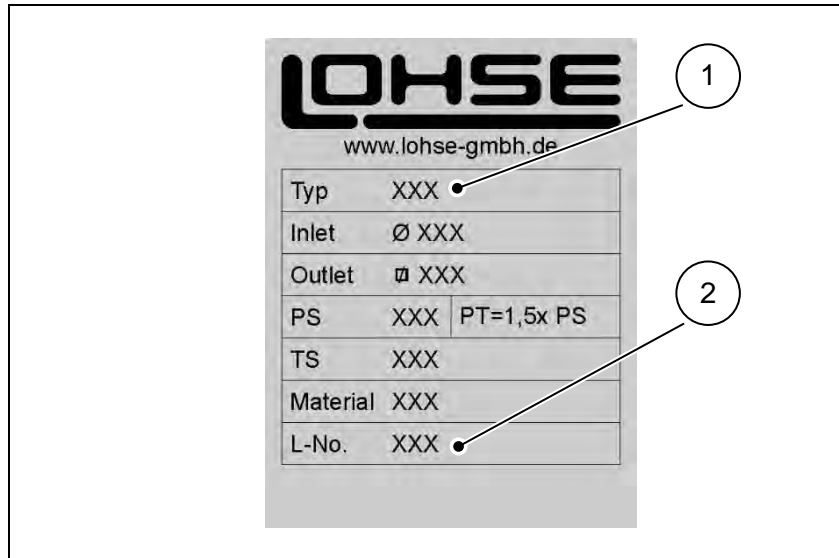 LOHSE
1
www.lohse-gmbh.de
Typ XXX
Inlet Ø XXX
Outlet ⌑ XXX
2
PS XXX PT=1,5x PS
TS XXX
Material XXX
L-No. XXX